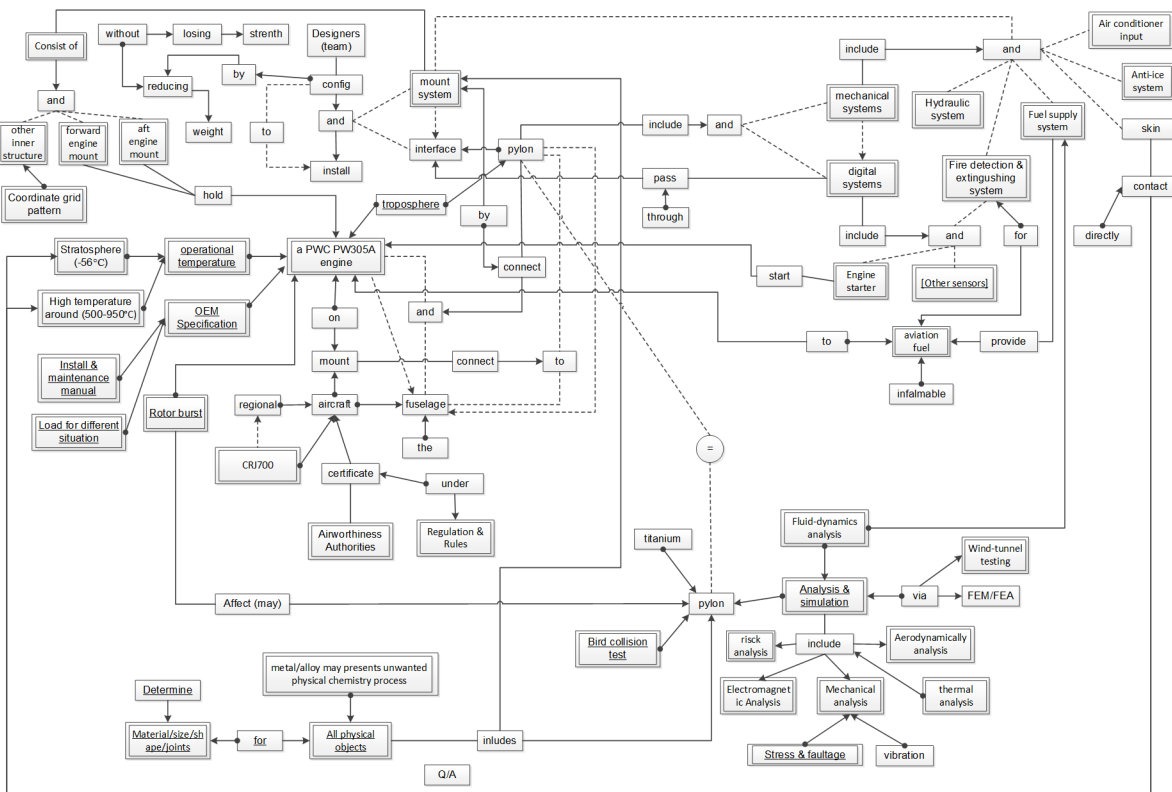 Consist of
without
losing
strenth
Designers
(team)
Air conditioner
input
include
and
by
config
reducing
mount
system
Anti-ice
system
and
mechanical
systems
Hydraulic
system
Fuel supply
system
other
inner
structure
forward
engine
mount
aft
engine
mount
weight
to
and
include
and
skin
interface
pylon
install
digital
systems
Fire detection &
extingushing
system
pass
contact
Coordinate grid
pattern
hold
troposphere
by
through
directly
include
and
for
Stratosphere
(-56℃)
operational
temperature
a PWC PW305A
engine
connect
start
Engine
starter
[Other sensors]
High temperature
around (500-950℃)
OEM
Specification
on
and
to
aviation
fuel
provide
Install &
maintenance
manual
mount
connect
to
infalmable
Rotor burst
regional
aircraft
fuselage
Load for different
situation
the
=
CRJ700
certificate
under
Airworthiness
Authorities
Regulation &
Rules
Fluid-dynamics
analysis
titanium
Wind-tunnel
testing
Affect (may)
pylon
Analysis &
simulation
via
FEM/FEA
Bird collision
test
risck
analysis
include
Aerodynamically
analysis
metal/alloy may presents unwanted
physical chemistry process
Determine
Electromagnet
ic Analysis
Mechanical
analysis
thermal
analysis
Material/size/sh
ape/joints
for
All physical
objects
inludes
Stress & faultage
vibration
Q/A